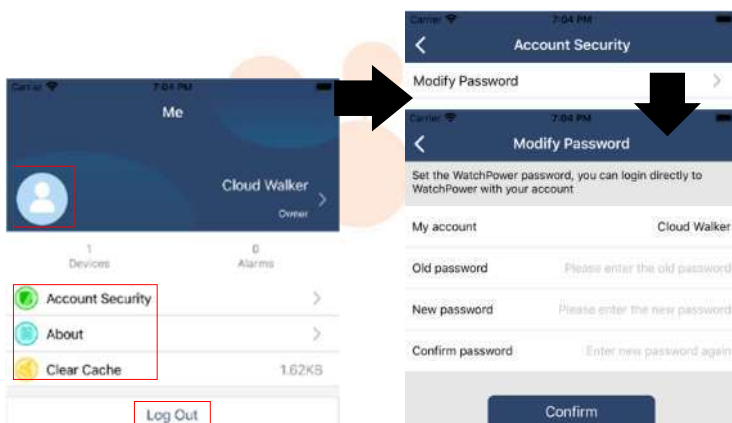 Carrier 7:04 PM
Me
Cloud Walker
Owner
1
Devices
0
Alarms
Account Security
About
Clear Cache 1.62KB
Log Out
Carrier 7:04 PM
Account Security
Modify Password
Carrier 7:04 PM
Modify Password
Set the WatchPower password, you can login directly to
WatchPower with your account
My account Cloud Walker
Old password Please enter the old password
New password Please enter the new password
Confirm password Enter new password again
Confirm